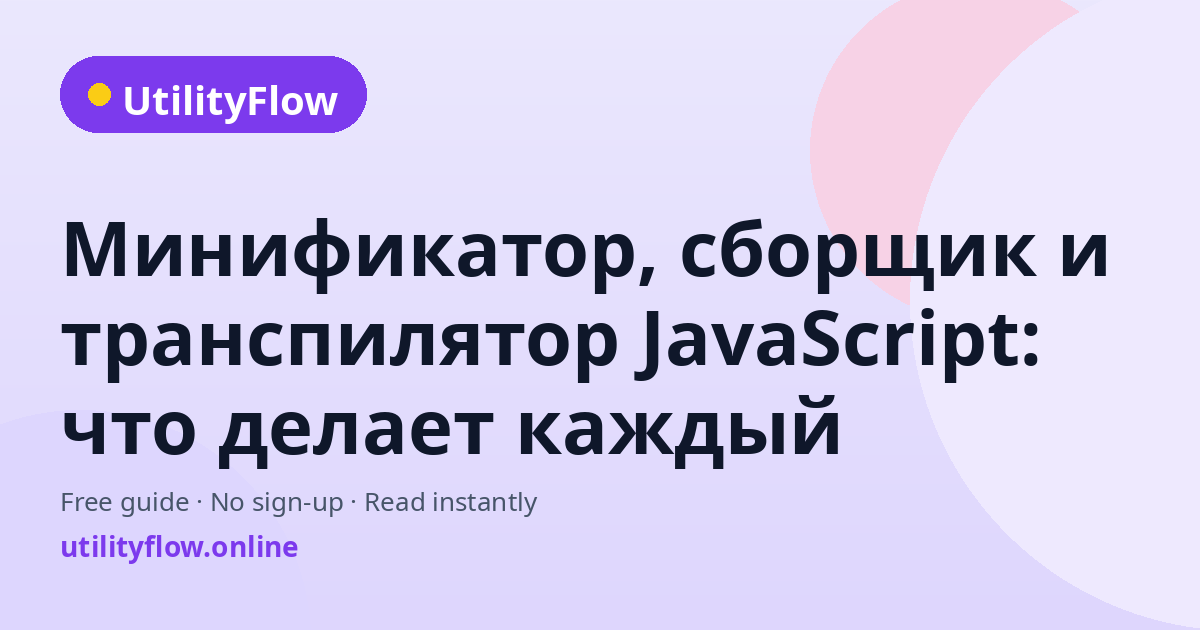 UtilityFlow
Минификатор, сборщик и
транспилятор JavaScript:
что делает каждый
Free guide · No sign-up · Read instantly
utilityflow.online